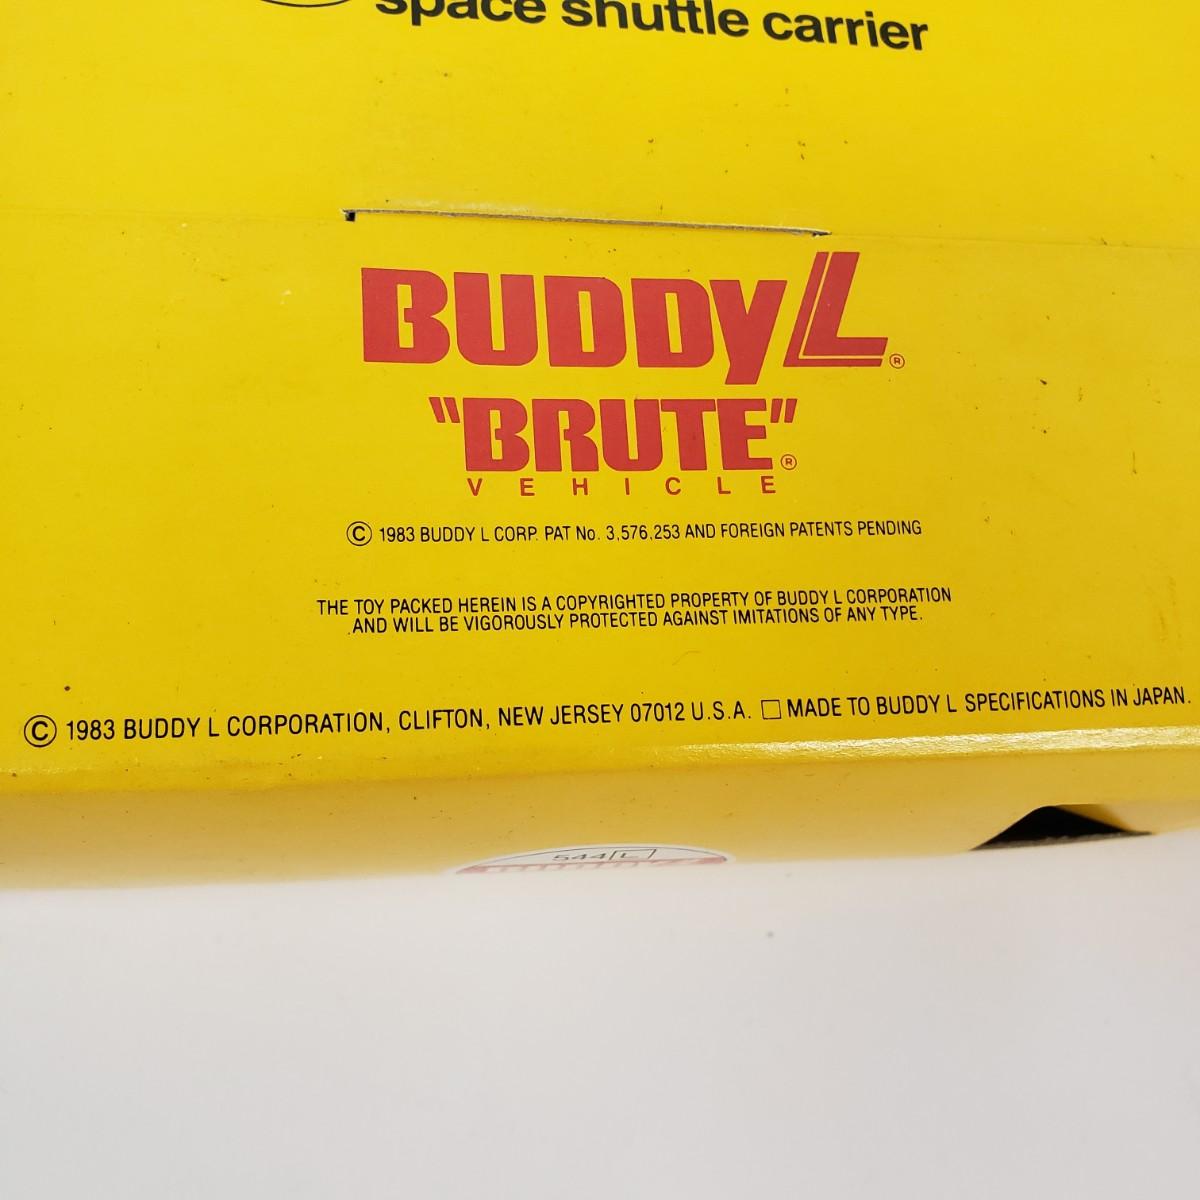 space shuttle carrier
BUDDY L®
"BRUTE"®
VEHICLE
© 1983 BUDDY L CORP. PAT No. 3,576,253 AND FOREIGN PATENTS PENDING
THE TOY PACKED HEREIN IS A COPYRIGHTED PROPERTY OF BUDDY L CORPORATION
AND WILL BE VIGOROUSLY PROTECTED AGAINST IMITATIONS OF ANY TYPE.
© 1983 BUDDY L CORPORATION, CLIFTON, NEW JERSEY 07012 U.S.A. □ MADE TO BUDDY L SPECIFICATIONS IN JAPAN.
544 L